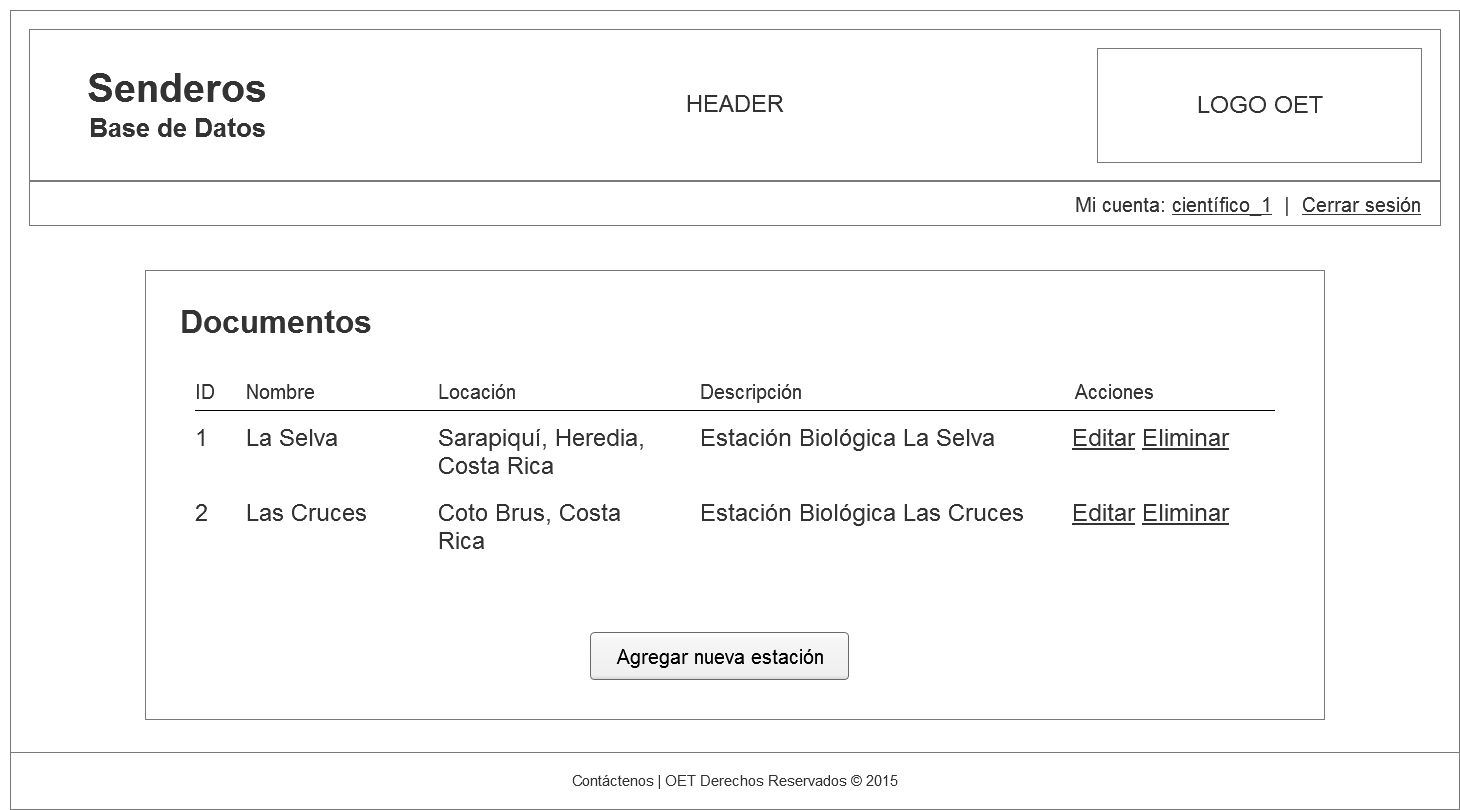 Senderos
Base de Datos
HEADER
LOGO OET
Mi cuenta: científico_1 | Cerrar sesión
Documentos
ID Nombre Locación Descripción Acciones
1 La Selva Sarapiquí, Heredia, Estación Biológica La Selva Editar Eliminar
Costa Rica
2 Las Cruces Coto Brus, Costa Estación Biológica Las Cruces Editar Eliminar
Rica
Agregar nueva estación
Contáctenos | OET Derechos Reservados © 2015